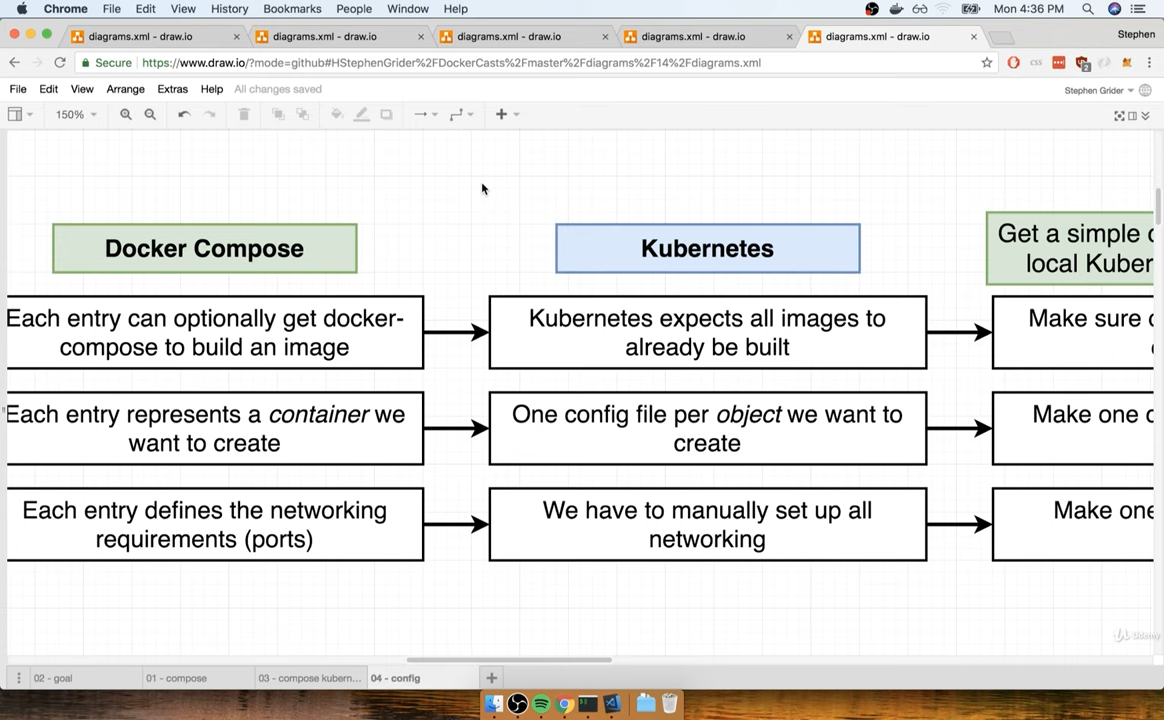 Chrome File Edit View History Bookmarks People Window Help Mon 4:36 PM
diagrams.xml - draw.io diagrams.xml - draw.io diagrams.xml - draw.io diagrams.xml - draw.io diagrams.xml - draw.io Stephen
Secure https://www.draw.io/?mode=github#HStephenGrider%2FDockerCasts%2Fmaster%2Fdiagrams%2F14%2Fdiagrams.xml css 2
File Edit View Arrange Extras Help All changes saved Stephen Grider
150%
Docker Compose
Kubernetes
Get a simple
local Kuber
Each entry can optionally get docker-
compose to build an image
Kubernetes expects all images to
already be built
Make sure
Each entry represents a container we
want to create
One config file per object we want to
create
Make one
Each entry defines the networking
requirements (ports)
We have to manually set up all
networking
Make one
Udemy
02 - goal 01 - compose 03 - compose kubern... 04 - config